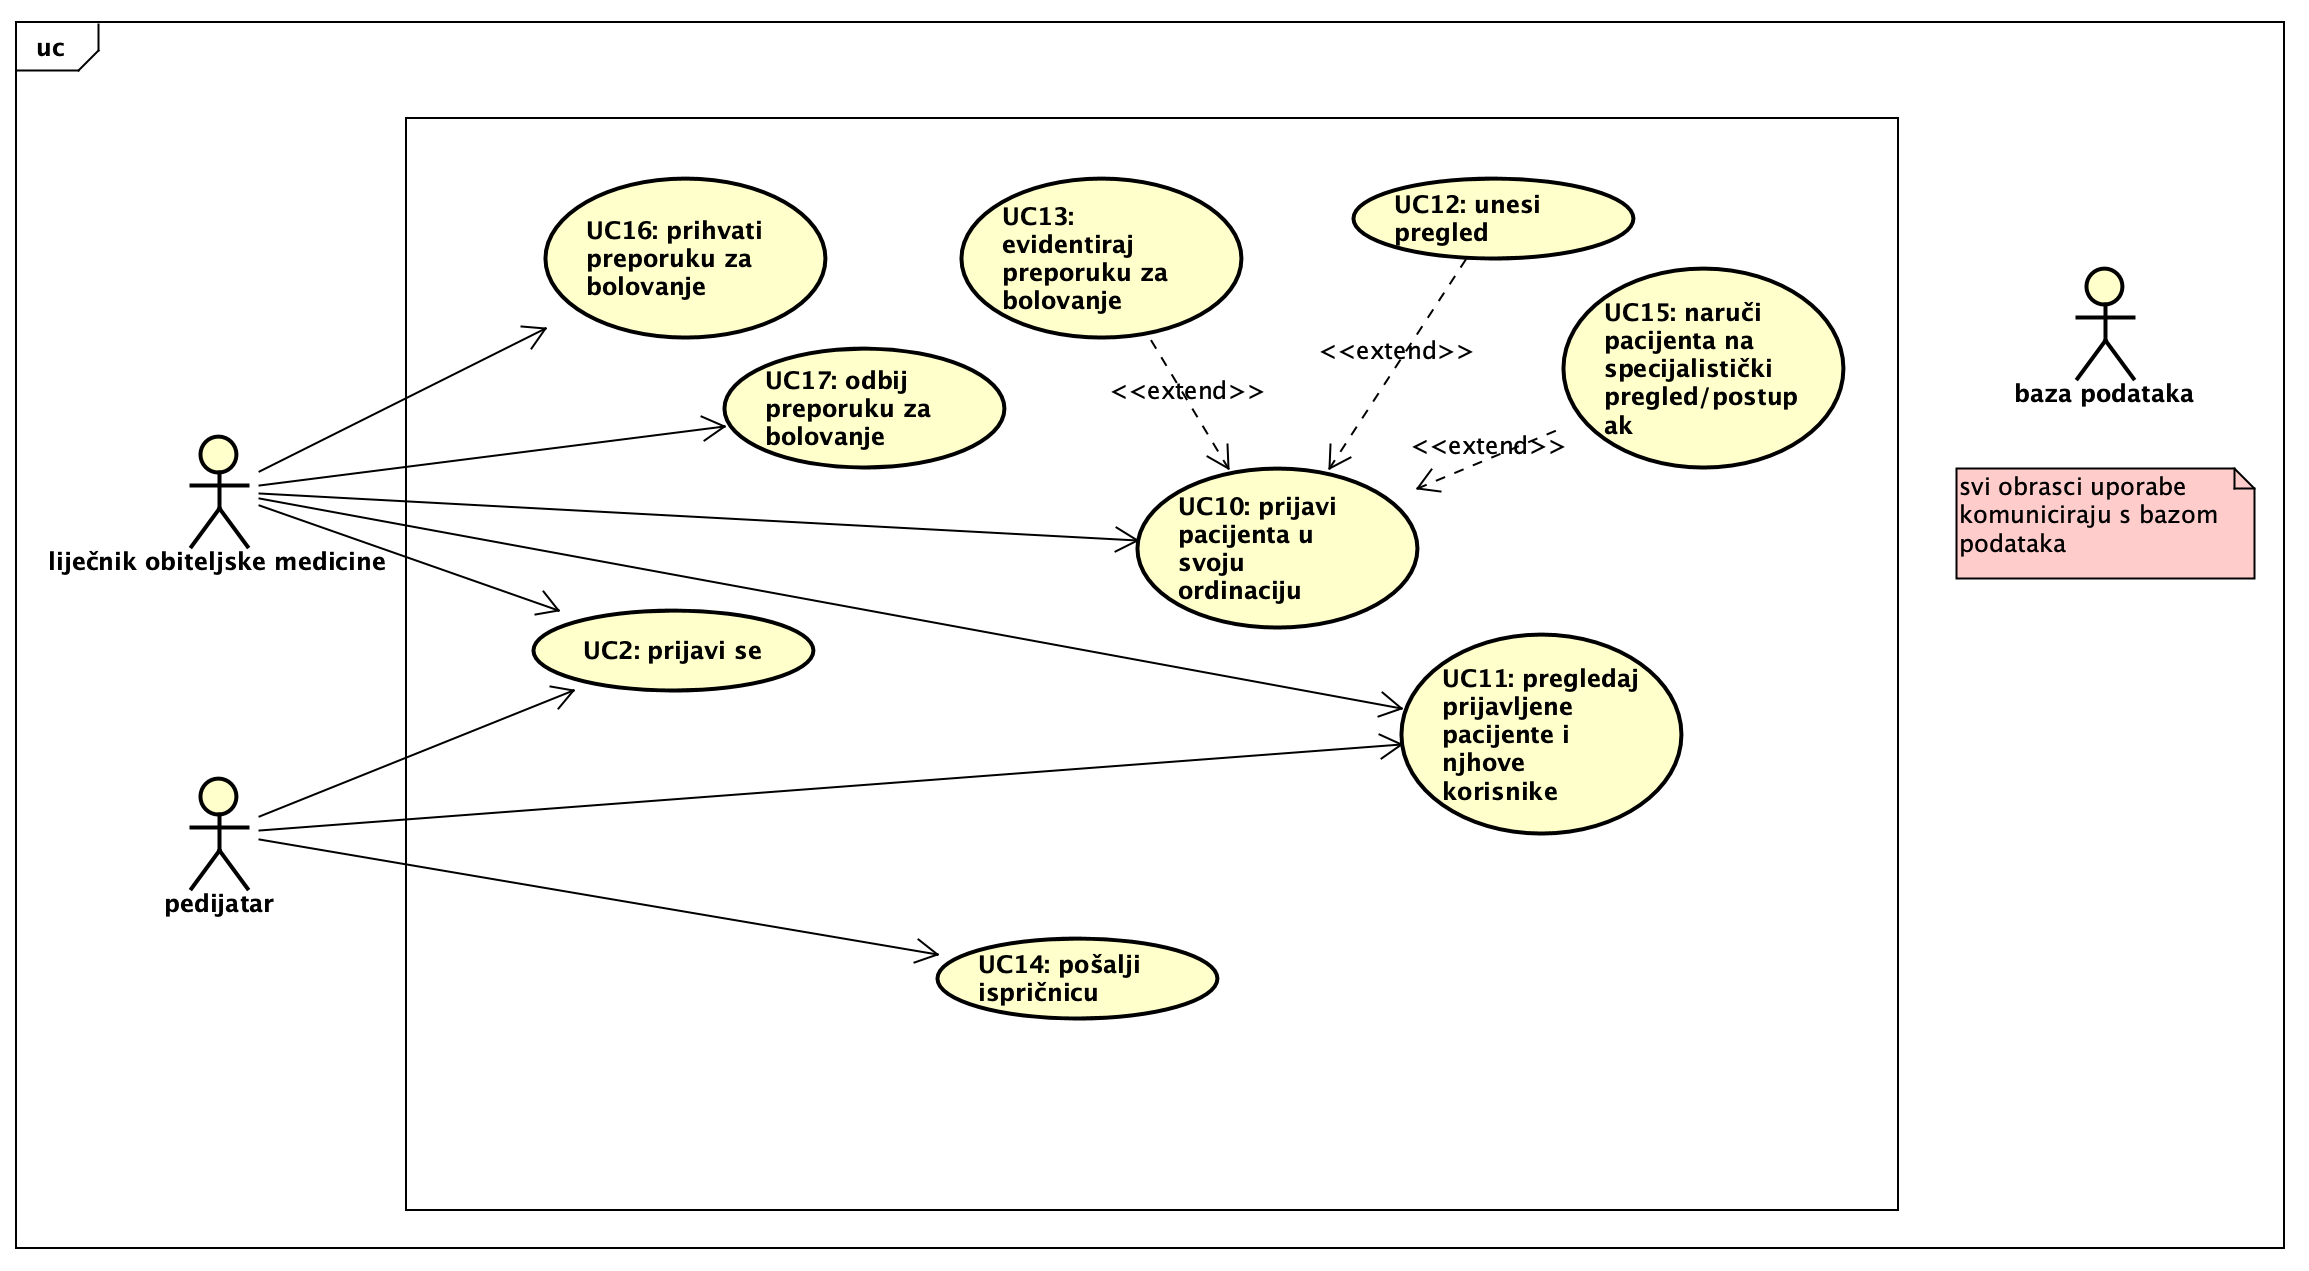 uc
UC16: prihvati
preporuku za
bolovanje
UC13:
evidentiraj
preporuku za
bolovanje
UC12: unesi
pregled
UC15: naruči
pacijenta na
specijalistički
pregled/postup
ak
baza podataka
<<extend>>
<<extend>>
<<extend>>
UC17: odbij
preporuku za
bolovanje
liječnik obiteljske medicine
UC10: prijavi
pacijenta u
svoju
ordinaciju
svi obrasci uporabe
komuniciraju s bazom
podataka
UC2: prijavi se
UC11: pregledaj
prijavljene
pacijente i
njhove
korisnike
pedijatar
UC14: pošalji
ispričnicu